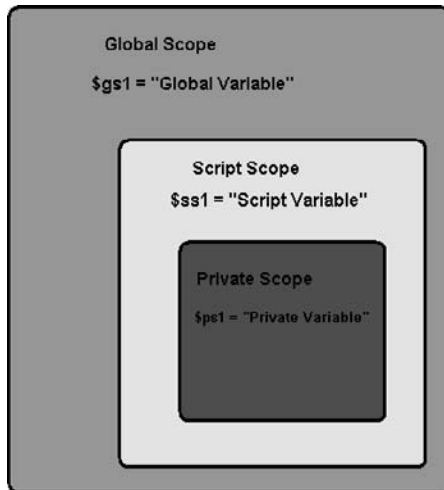 Global Scope
$gs1 = "Global Variable"
Script Scope
$ss1 = "Script Variable"
Private Scope
$ps1 = "Private Variable"